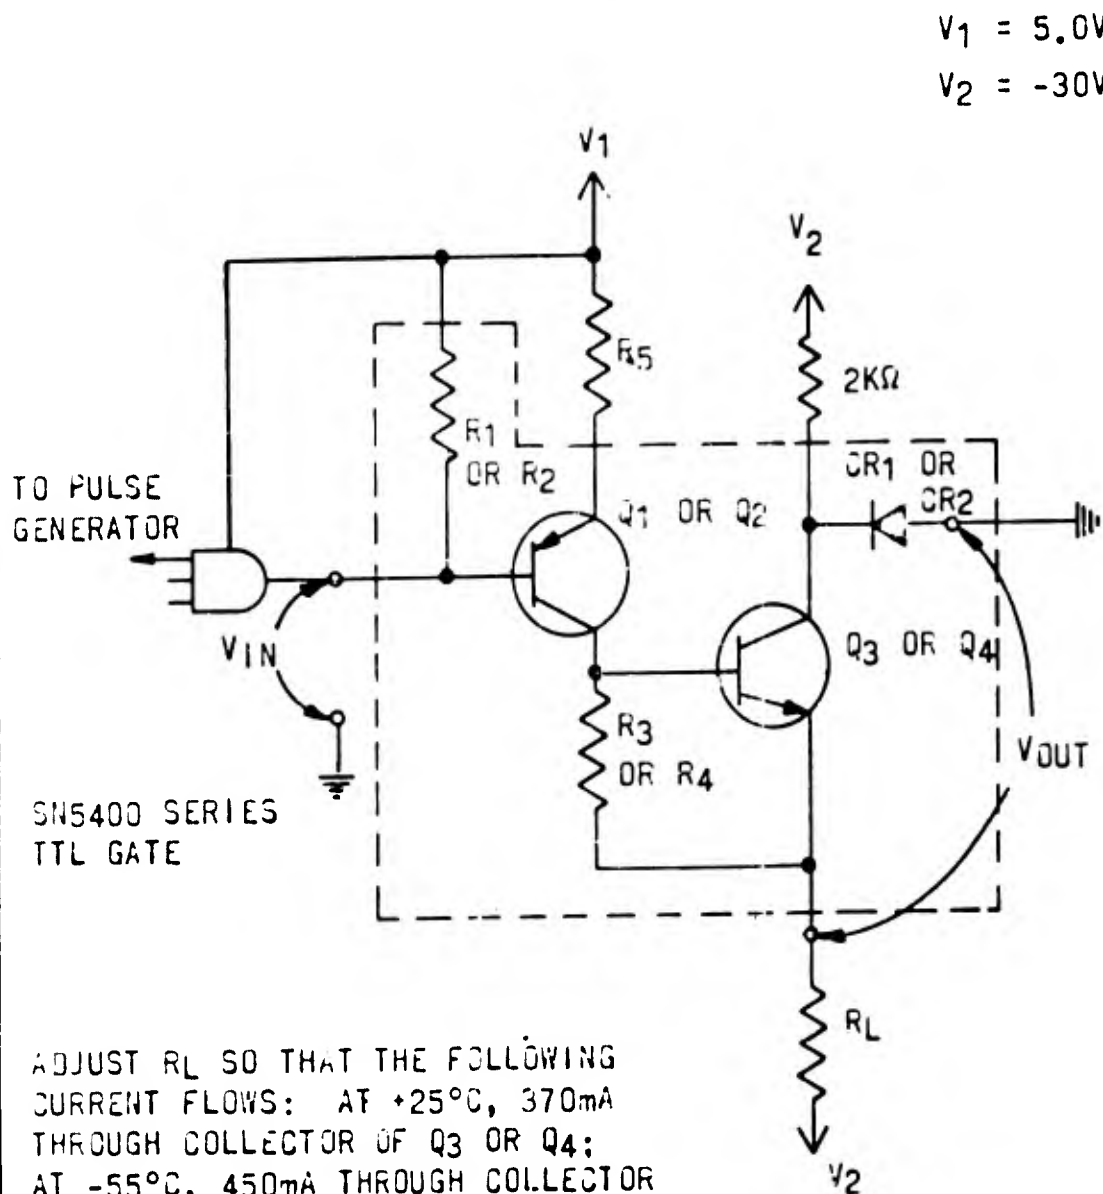 V1 = 5.0V
V2 = -30V
V1
V2
R5
2KΩ
R1
OR R2
CR1 OR
CR2
Q1 OR Q2
TO PULSE
GENERATOR
VIN
Q3 OR Q4
R3
OR R4
VOUT
SN5400 SERIES
TTL GATE
RL
ADJUST RL SO THAT THE FOLLOWING
CURRENT FLOWS: AT +25°C, 370mA
THROUGH COLLECTOR OF Q3 OR Q4;
AT -55°C, 450mA THROUGH COLLECTOR
V2